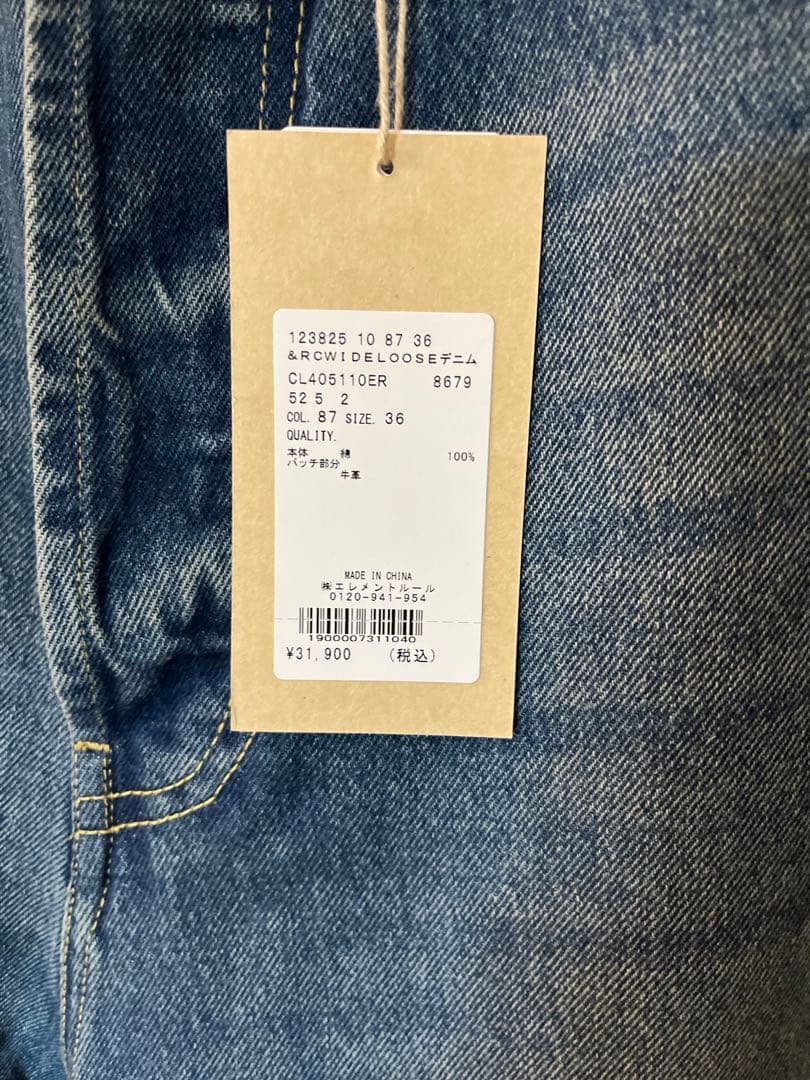 123825 10 87 36
&RCWIDELOOSEデニム
CL405110ER 8679
52 5 2
COL. 87 SIZE. 36
QUALITY.
本体 綿 100%
パッチ部分
牛革
MADE IN CHINA
㈱エレメントルール
0120-941-954
1900007311040
¥31,900 (税込)